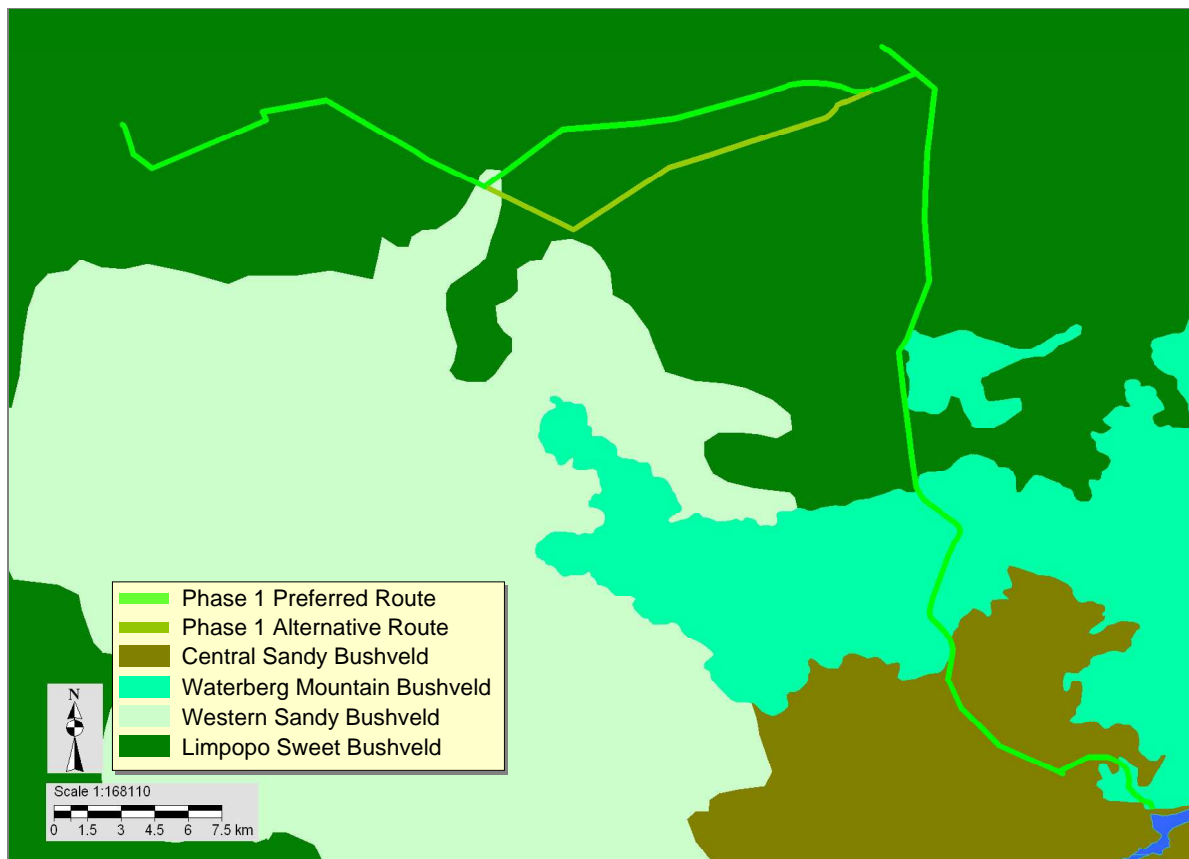 Phase 1 Preferred Route
Phase 1 Alternative Route
Central Sandy Bushveld
Waterberg Mountain Bushveld
Western Sandy Bushveld
Limpopo Sweet Bushveld
N
Scale 1:168110
0 1.5 3 4.5 6 7.5 km